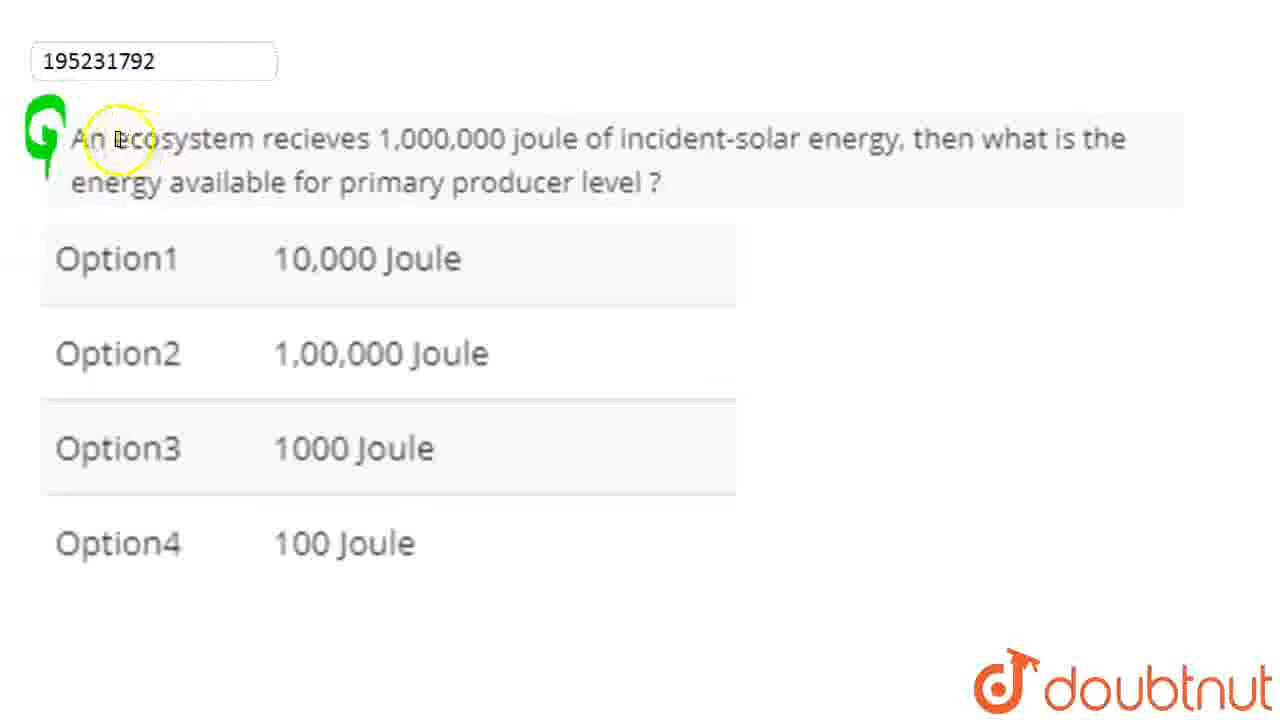 195231792
Q An ecosystem recieves 1,000,000 joule of incident-solar energy, then what is the
energy available for primary producer level ?
Option1 10,000 Joule
Option2 1,00,000 Joule
Option3 1000 Joule
Option4 100 Joule
doubtnut